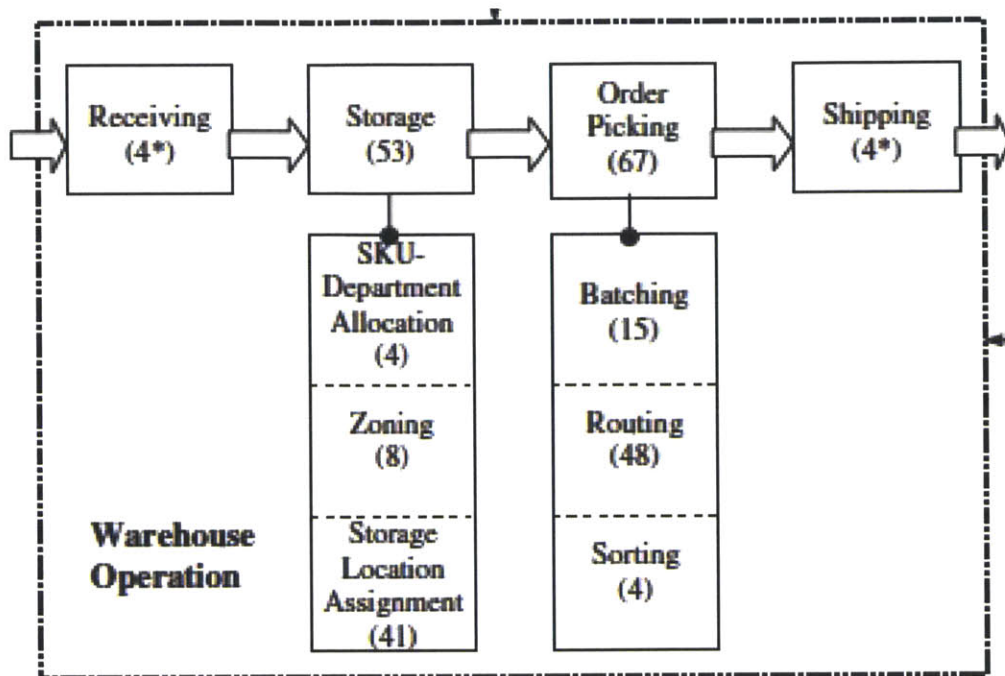 Receiving
(4*)
Storage
(53)
Order
Picking
(67)
Shipping
(4*)
SKU-
Department
Allocation
(4)
Zoning
(8)
Storage
Location
Assignment
(41)
Batching
(15)
Routing
(48)
Sorting
(4)
Warehouse
Operation